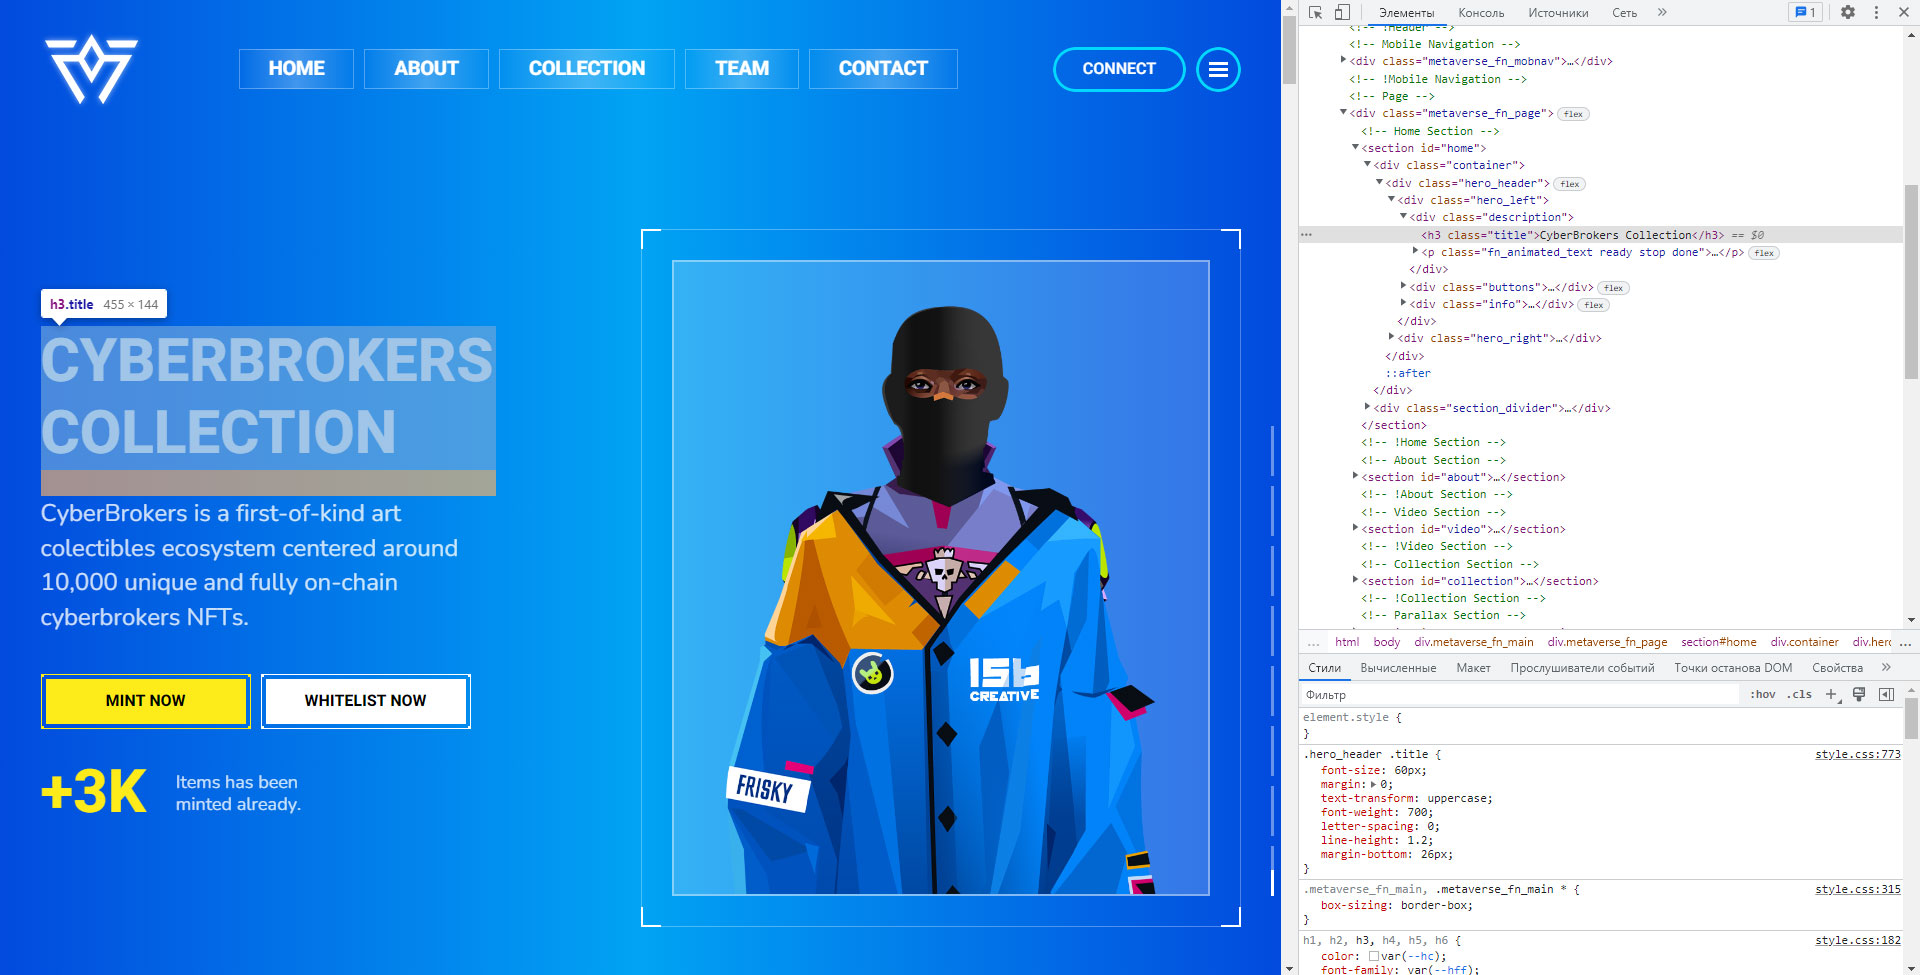 HOME
ABOUT
COLLECTION
TEAM
CONTACT
CONNECT
h3.title 455 × 144
CYBERBROKERS
COLLECTION
CyberBrokers is a first-of-kind art
colectibles ecosystem centered around
10,000 unique and fully on-chain
cyberbrokers NFTs.
MINT NOW
WHITELIST NOW
+3K
Items has been
minted already.
ISB
CREATIVE
FRISKY
Элементы
Консоль
Источники
Сеть
1
<!-- !Header -->
<!-- Mobile Navigation -->
<div class="metaverse_fn_mobnav">…</div>
<!-- !Mobile Navigation -->
<!-- Page -->
<div class="metaverse_fn_page"> flex
<!-- Home Section -->
<section id="home">
<div class="container">
<div class="hero_header"> flex
<div class="hero_left">
<div class="description">
<h3 class="title">CyberBrokers Collection</h3> == $0
<p class="fn_animated_text ready stop done">…</p> flex
</div>
<div class="buttons">…</div> flex
<div class="info">…</div> flex
</div>
<div class="hero_right">…</div>
</div>
::after
</div>
<div class="section_divider">…</div>
</section>
<!-- !Home Section -->
<!-- About Section -->
<section id="about">…</section>
<!-- !About Section -->
<!-- Video Section -->
<section id="video">…</section>
<!-- !Video Section -->
<!-- Collection Section -->
<section id="collection">…</section>
<!-- !Collection Section -->
<!-- Parallax Section -->
… html body div.metaverse_fn_main div.metaverse_fn_page section#home div.container div.her …
Стили
Вычисленные
Макет
Прослушиватели событий
Точки останова DOM
Свойства
Фильтр
:hov .cls
element.style {
}
.hero_header .title { style.css:773
font-size: 60px;
margin: 0;
text-transform: uppercase;
font-weight: 700;
letter-spacing: 0;
line-height: 1.2;
margin-bottom: 26px;
}
.metaverse_fn_main, .metaverse_fn_main * { style.css:315
box-sizing: border-box;
}
h1, h2, h3, h4, h5, h6 { style.css:182
color: var(--hc);
font-family: var(--hff);